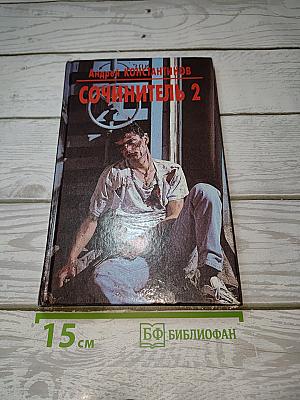 Андрей КОНСТАНТИНОВ
СОЧИНИТЕЛЬ 2
15 см
БФ БИБЛИОФАН